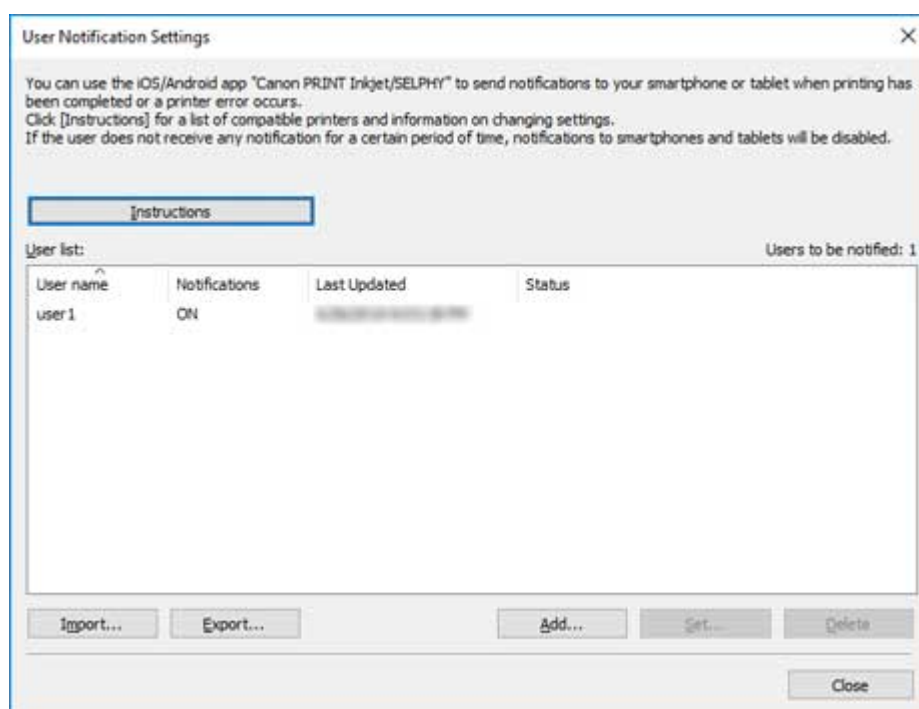 User Notification Settings
You can use the iOS/Android app "Canon PRINT Inkjet/SELPHY" to send notifications to your smartphone or tablet when printing has
been completed or a printer error occurs.
Click [Instructions] for a list of compatible printers and information on changing settings.
If the user does not receive any notification for a certain period of time, notifications to smartphones and tablets will be disabled.
Instructions
User list: Users to be notified: 1
User name Notifications Last Updated Status
user1 ON
Import... Export... Add... Set... Delete
Close